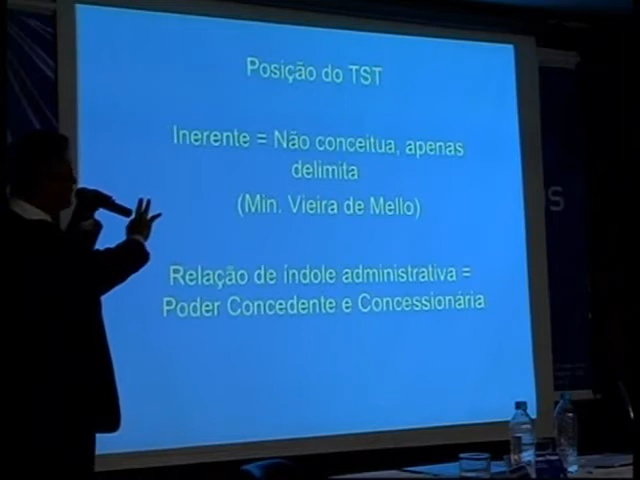 Posição do TST
Inerente = Não conceitua, apenas
delimita
(Min. Vieira de Mello)
Relação de índole administrativa =
Poder Concedente e Concessionária